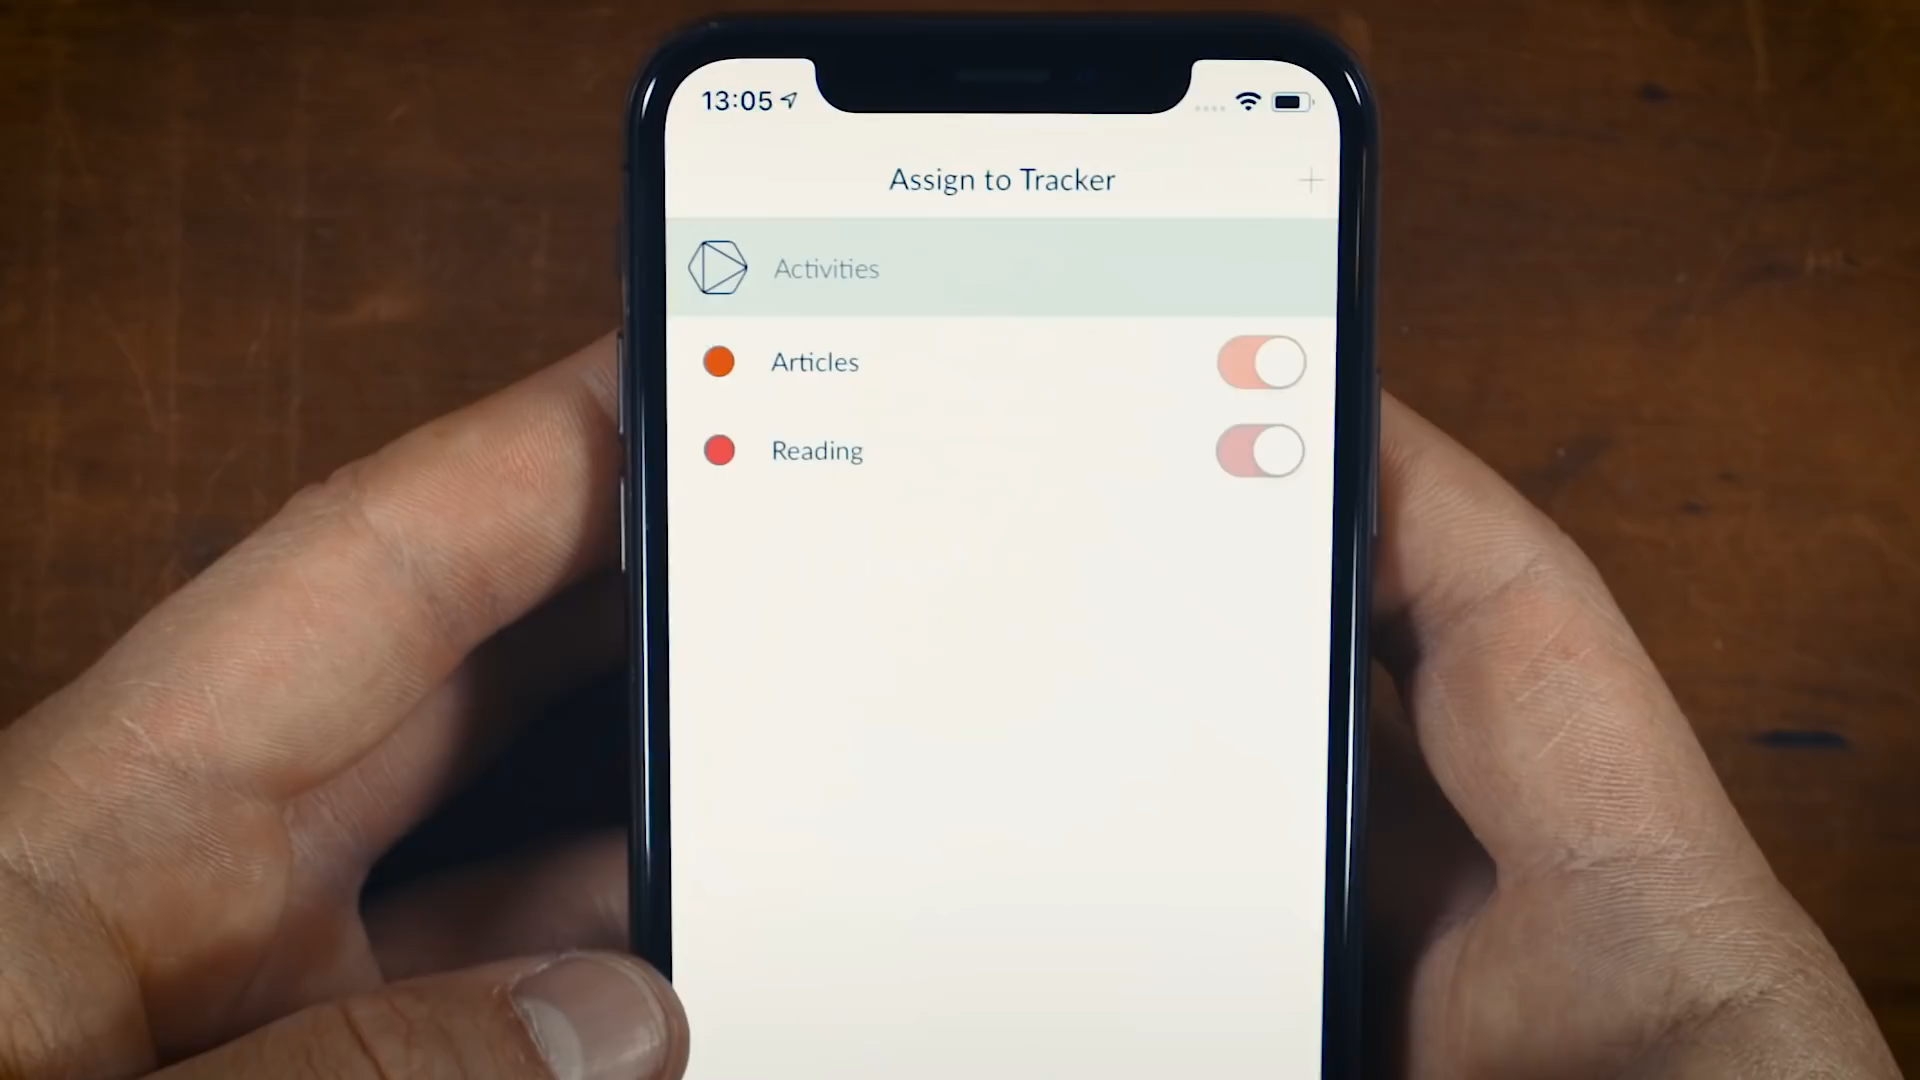 13:05
Assign to Tracker
Activities
Articles
Reading